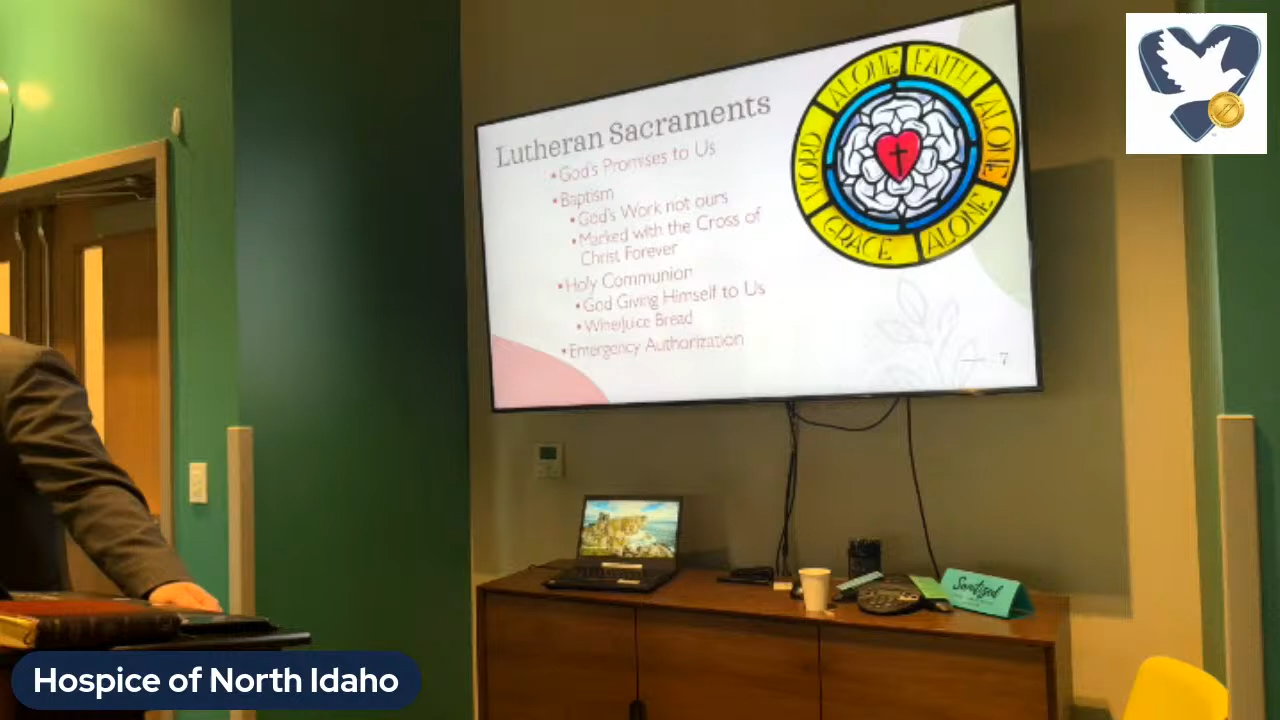 Lutheran Sacraments
•God's Promises to Us
•Baptism
•God's Work not ours
•Marked with the Cross of
Christ Forever
•Holy Communion
•God Giving Himself to Us
•Wine/Juice Bread
•Emergency Authorization
7
WORD ALONE FAITH ALONE GRACE ALONE
Sanitized
Hospice of North Idaho